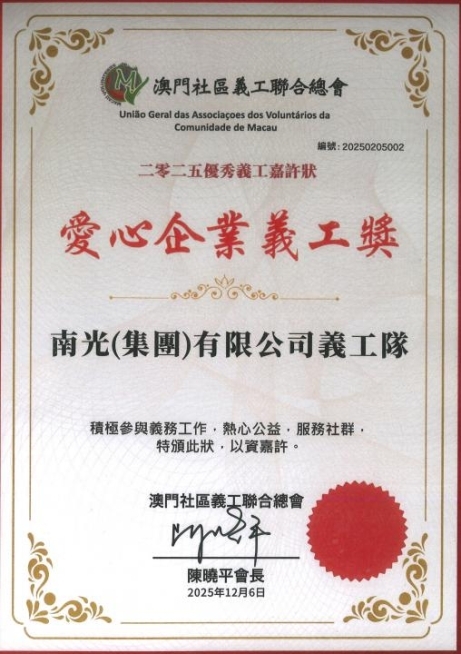 澳門社區義工聯合總會
União Geral das Associaçoes dos Voluntários da
Comunidade de Macau
編號: 20250205002
二零二五優秀義工嘉許狀
愛心企業義工獎
南光(集團)有限公司義工隊
積極參與義務工作，熱心公益，服務社群，
特頒此狀，以資嘉許。
澳門社區義工聯合總會
陳曉平會長
2025年12月6日